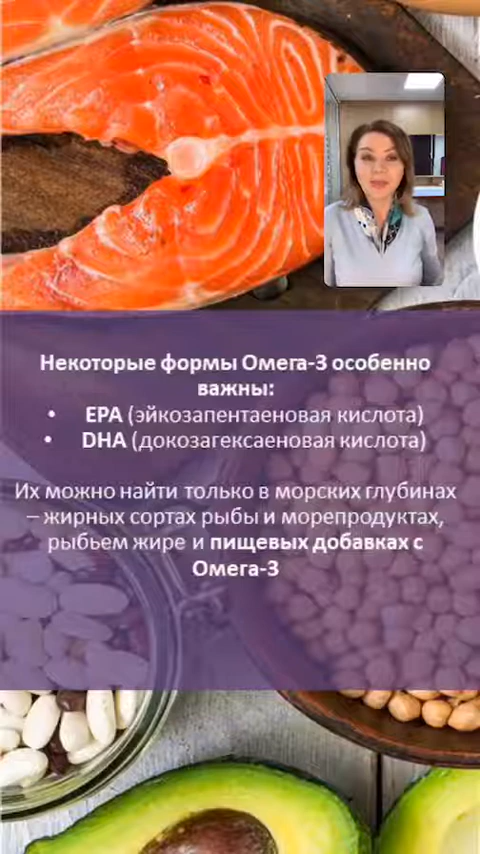 Некоторые формы Омега-3 особенно
важны:
• EPA (эйкозапентаеновая кислота)
• DHA (докозагексаеновая кислота)
Их можно найти только в морских глубинах
– жирных сортах рыбы и морепродуктах,
рыбьем жире и пищевых добавках с
Омега-3